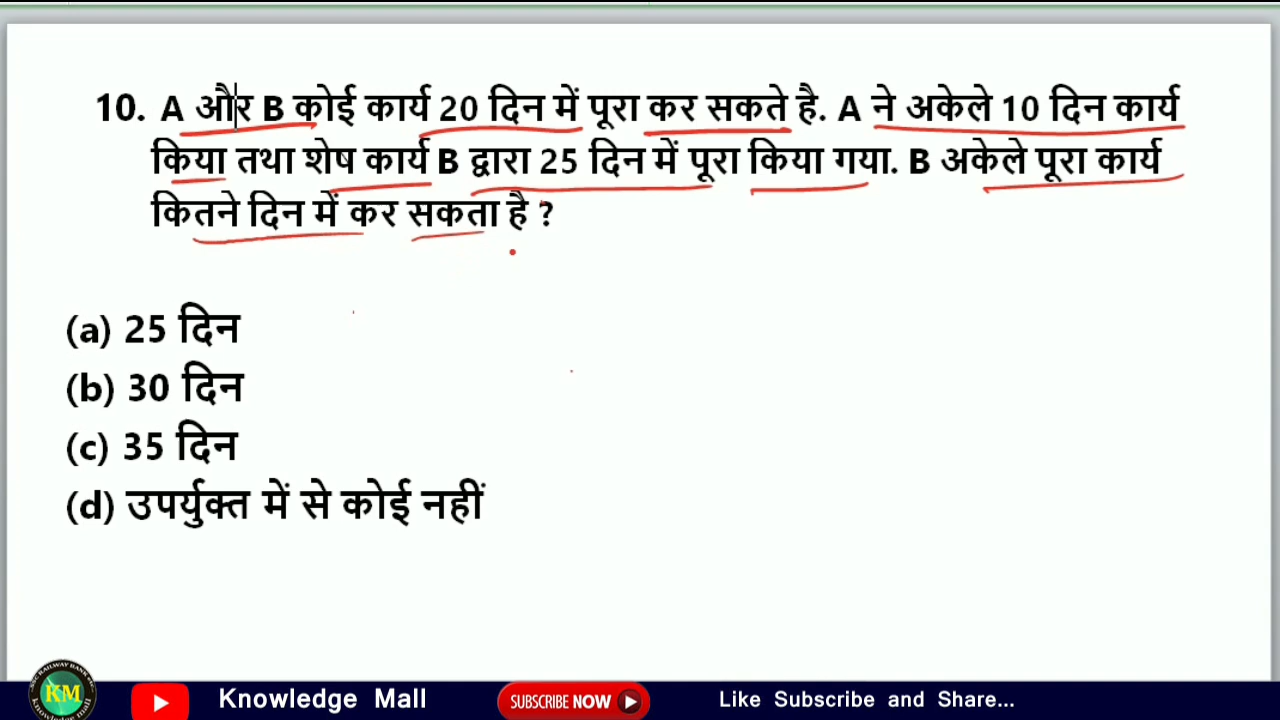 10. A और B कोई कार्य 20 दिन में पूरा कर सकते है. A ने अकेले 10 दिन कार्य
किया तथा शेष कार्य B द्वारा 25 दिन में पूरा किया गया. B अकेले पूरा कार्य
कितने दिन में कर सकता है ?
(a) 25 दिन
(b) 30 दिन
(c) 35 दिन
(d) उपर्युक्त में से कोई नहीं
KM
Knowledge Mall
SUBSCRIBE NOW
Like Subscribe and Share...